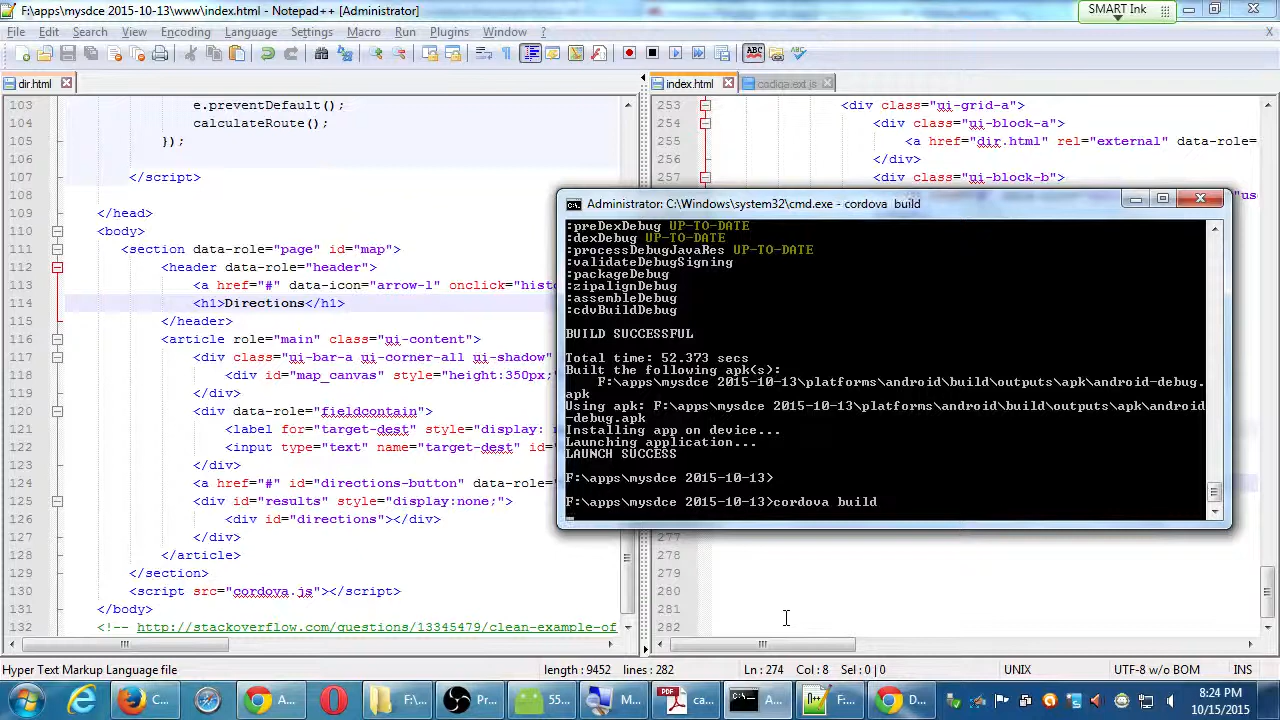 F:\apps\mysdce 2015-10-13\www\index.html - Notepad++ [Administrator]
SMART Ink
File Edit Search View Encoding Language Settings Macro Run Plugins Window ?
X
ABC
dir.html
index.html
codiqa.ext.js
103 e.preventDefault();
104 calculateRoute();
105 });
106
107 </script>
108
109 </head>
110 <body>
111 <section data-role="page" id="map">
112 <header data-role="header">
113 <a href="#" data-icon="arrow-l" onclick="histo
114 <h1>Directions</h1>
115 </header>
116 <article role="main" class="ui-content">
117 <div class="ui-bar-a ui-corner-all ui-shadow"
118 <div id="map_canvas" style="height:350px;"
119 </div>
120 <div data-role="fieldcontain">
121 <label for="target-dest" style="display: n
122 <input type="text" name="target-dest" id=
123 </div>
124 <a href="#" id="directions-button" data-role=
125 <div id="results" style="display:none;">
126 <div id="directions"></div>
127 </div>
128 </article>
129 </section>
130 <script src="cordova.js"></script>
131 </body>
132 <!-- http://stackoverflow.com/questions/13345479/clean-example-of
253 <div class="ui-grid-a">
254 <div class="ui-block-a">
255 <a href="dir.html" rel="external" data-role=
256 </div>
257 <div class="ui-block-b">
"use
Administrator: C:\Windows\system32\cmd.exe - cordova build
:preDexDebug UP-TO-DATE
:dexDebug UP-TO-DATE
:processDebugJavaRes UP-TO-DATE
:validateDebugSigning
:packageDebug
:zipalignDebug
:assembleDebug
:cdvBuildDebug
BUILD SUCCESSFUL
Total time: 52.373 secs
Built the following apk(s):
F:\apps\mysdce 2015-10-13\platforms\android\build\outputs\apk\android-debug.
apk
Using apk: F:\apps\mysdce 2015-10-13\platforms\android\build\outputs\apk\android
-debug.apk
Installing app on device...
Launching application...
LAUNCH SUCCESS
F:\apps\mysdce 2015-10-13>
F:\apps\mysdce 2015-10-13>cordova build
278
279
280
281
282
Hyper Text Markup Language file
length : 9452 lines : 282
Ln : 274 Col : 8 Sel : 0 | 0
UNIX
UTF-8 w/o BOM
INS
C...
A...
F:\...
Pr...
55...
M...
PDF
ca...
C:\.
A...
F:...
D...
8:24 PM
10/15/2015